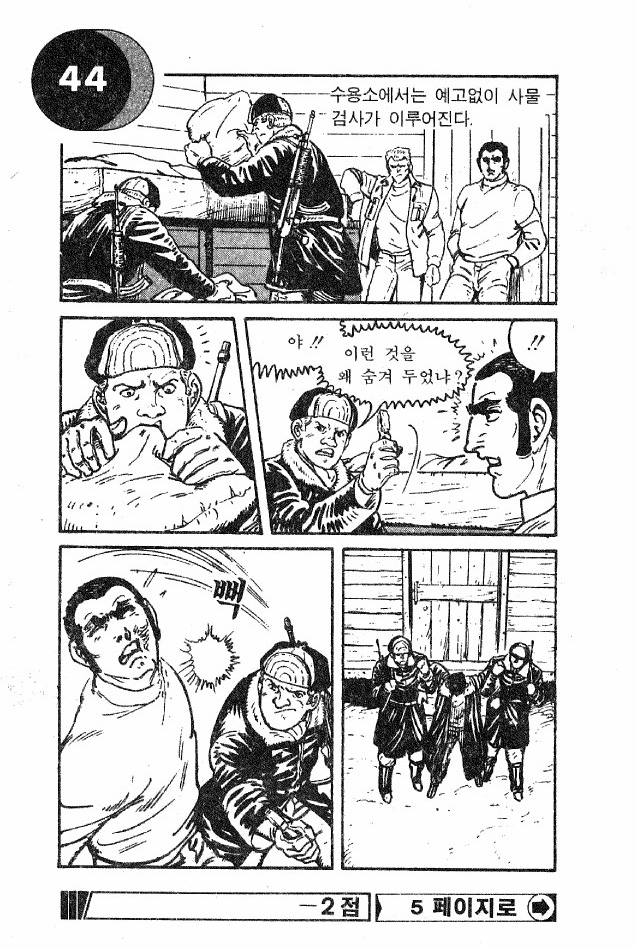 44
수용소에서는 예고없이 사물
검사가 이루어진다.
야!!
이런 것을
왜 숨겨 두었냐?
!!
뻑
-2점
5 페이지로